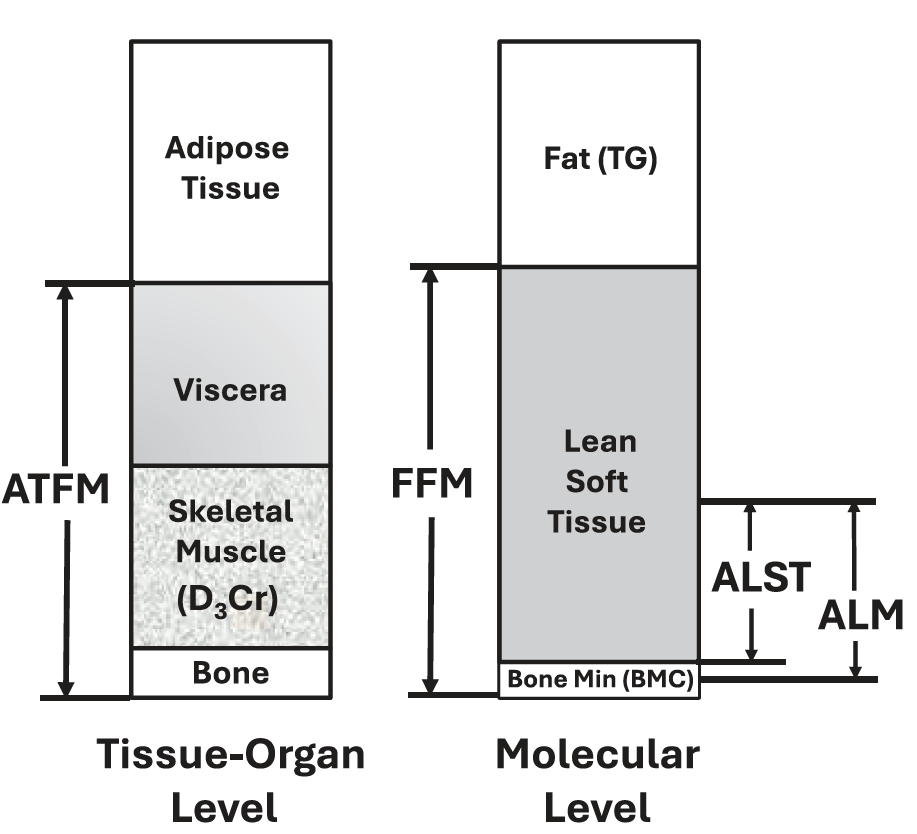 Adipose
Tissue
Viscera
Skeletal
Muscle
(D₃Cr)
Bone
ATFM
Tissue-Organ
Level
Fat (TG)
Lean
Soft
Tissue
Bone Min (BMC)
FFM
ALST
ALM
Molecular
Level